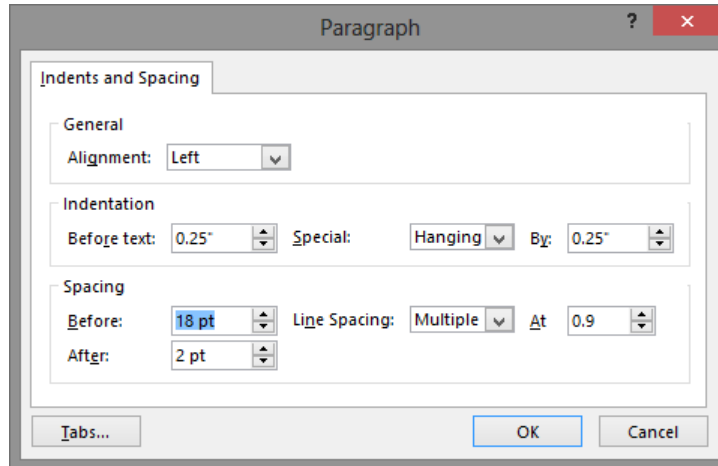 Paragraph ?
Indents and Spacing
General
Alignment: Left
Indentation
Before text: 0.25" Special: Hanging By: 0.25"
Spacing
Before: 18 pt Line Spacing: Multiple At 0.9
After: 2 pt
Tabs... OK Cancel